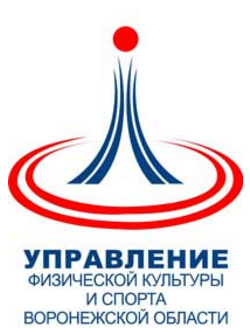 УПРАВЛЕНИЕ
ФИЗИЧЕСКОЙ КУЛЬТУРЫ
И СПОРТА
ВОРОНЕЖСКОЙ ОБЛАСТИ